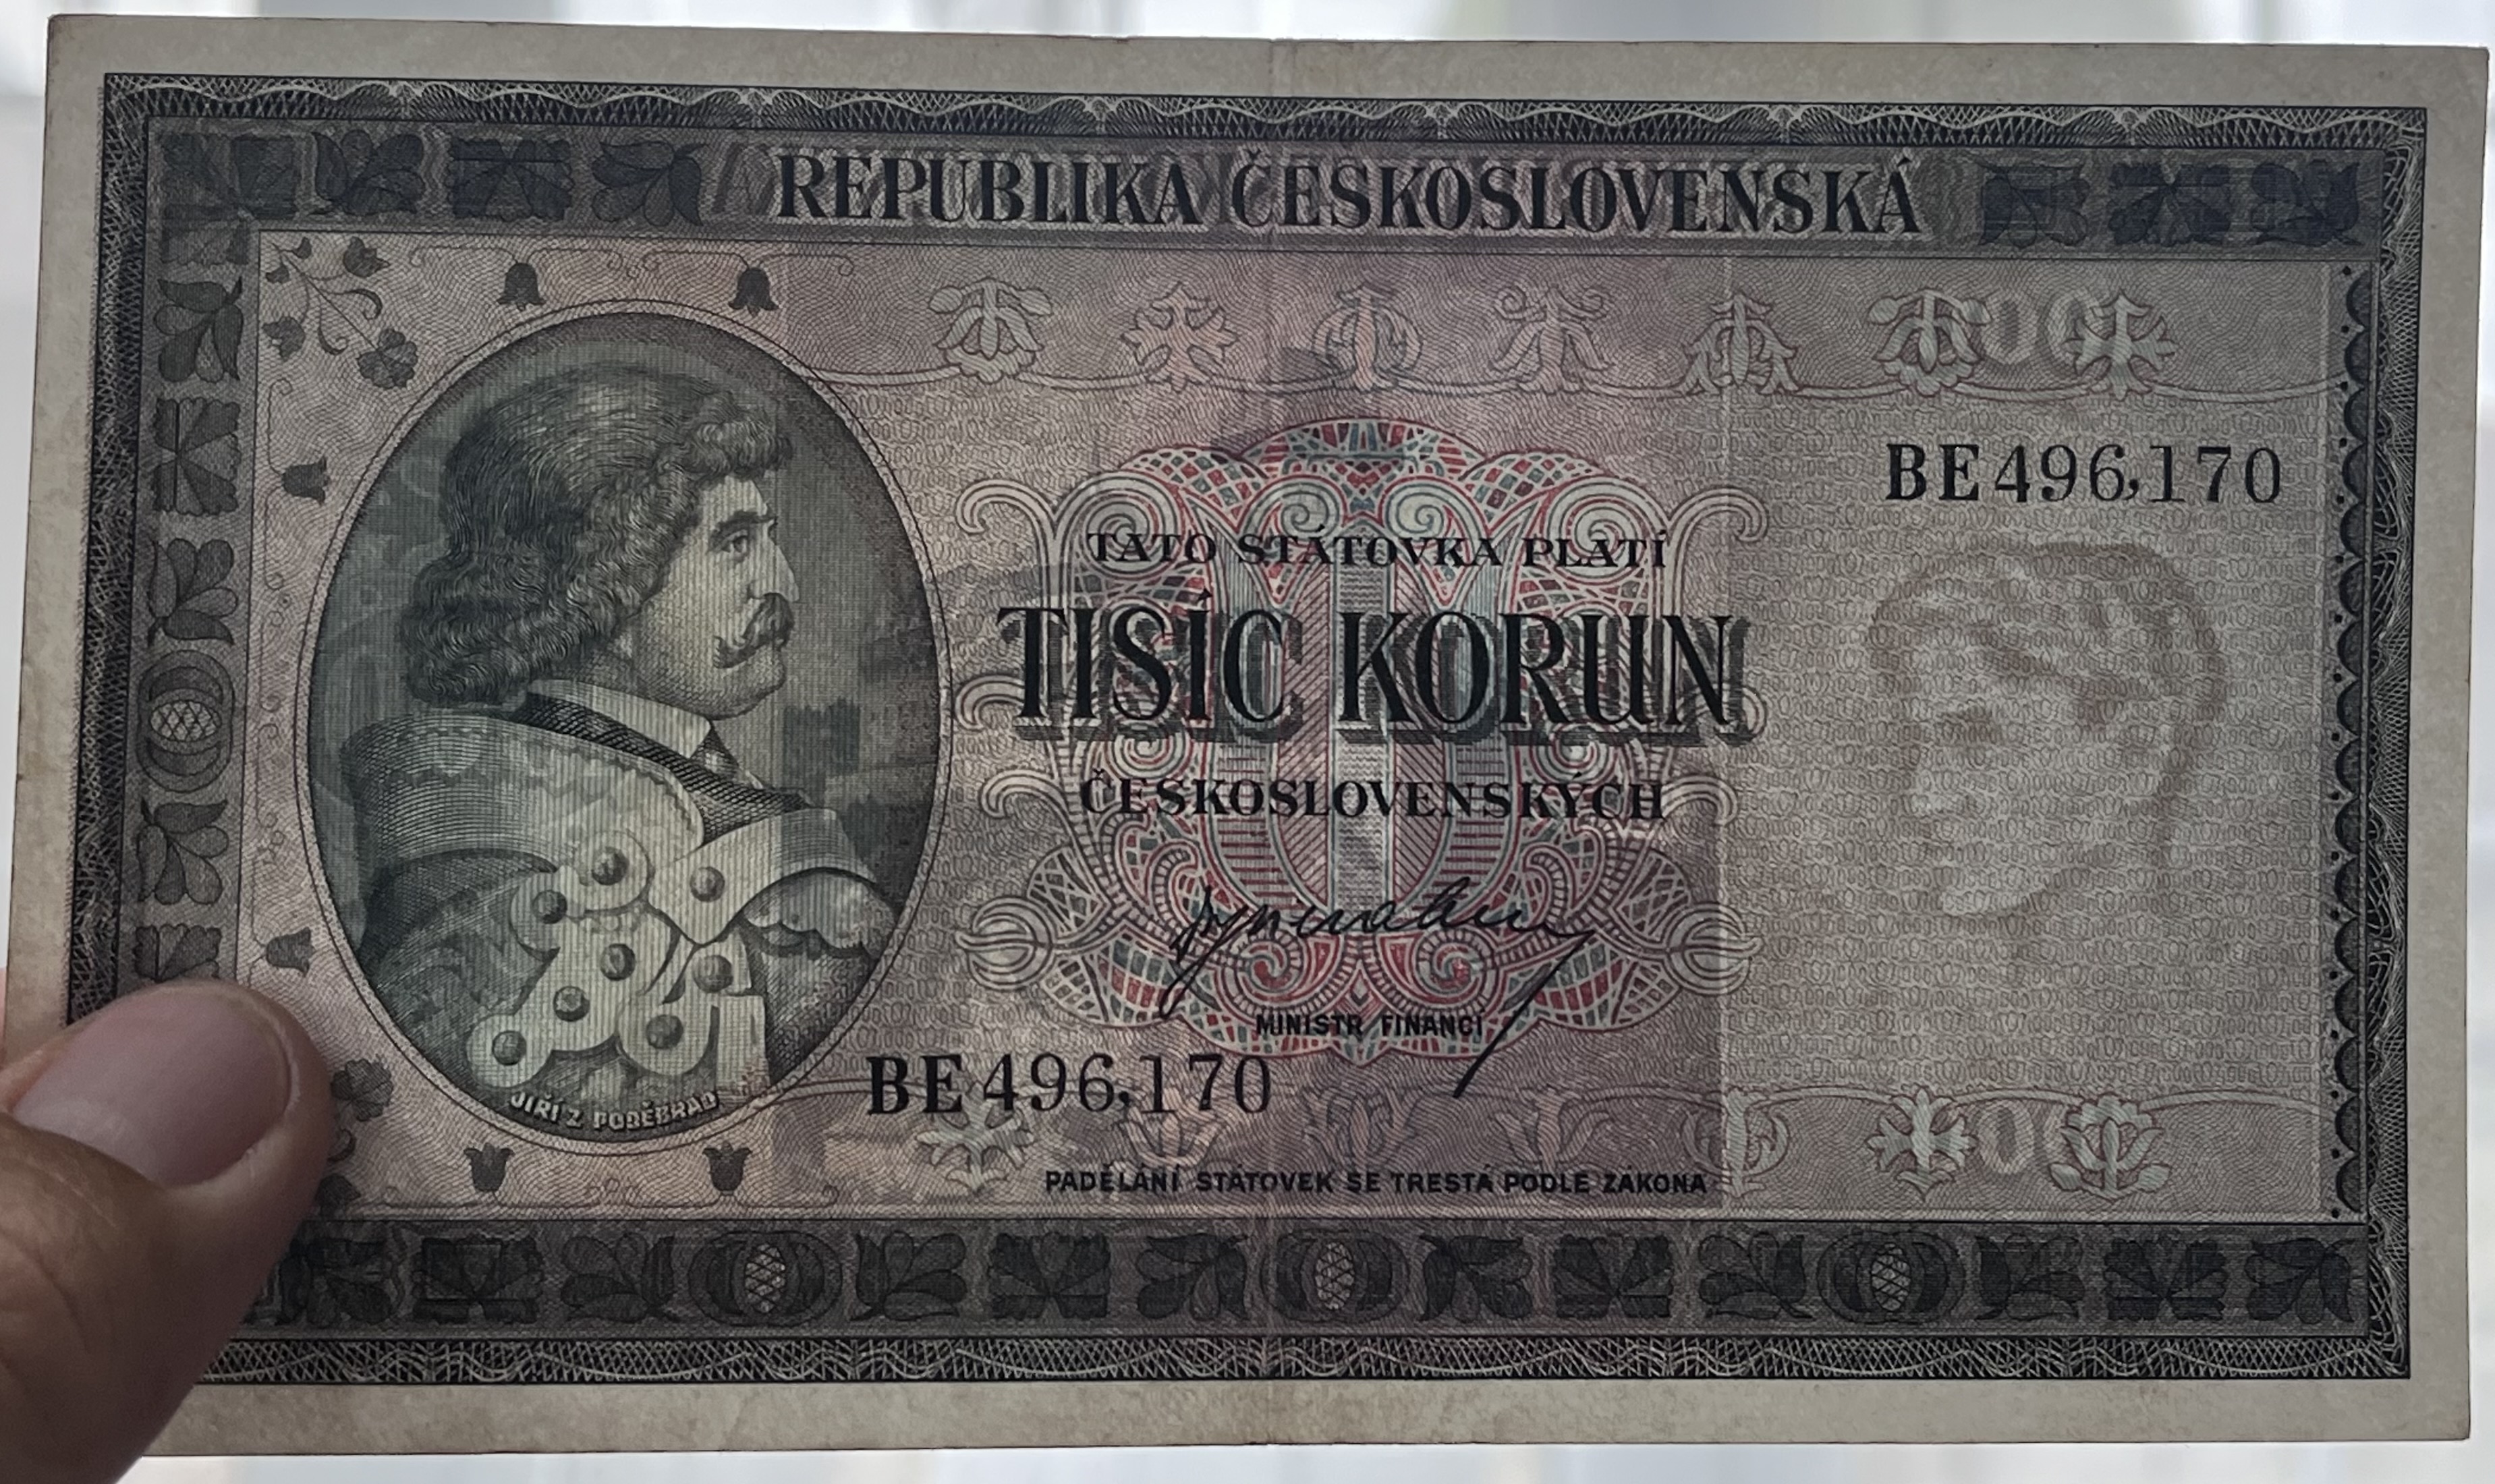 REPUBLIKA ČESKOSLOVENSKÁ
BE496,170
TATO STÁTOVKA PLATÍ
TISÍC KORUN
ČESKOSLOVENSKÝCH
MINISTR FINANCÍ
BE496,170
JIŘÍ Z PODĚBRAD
PADĚLÁNÍ STÁTOVEK SE TRESTÁ PODLE ZÁKONA